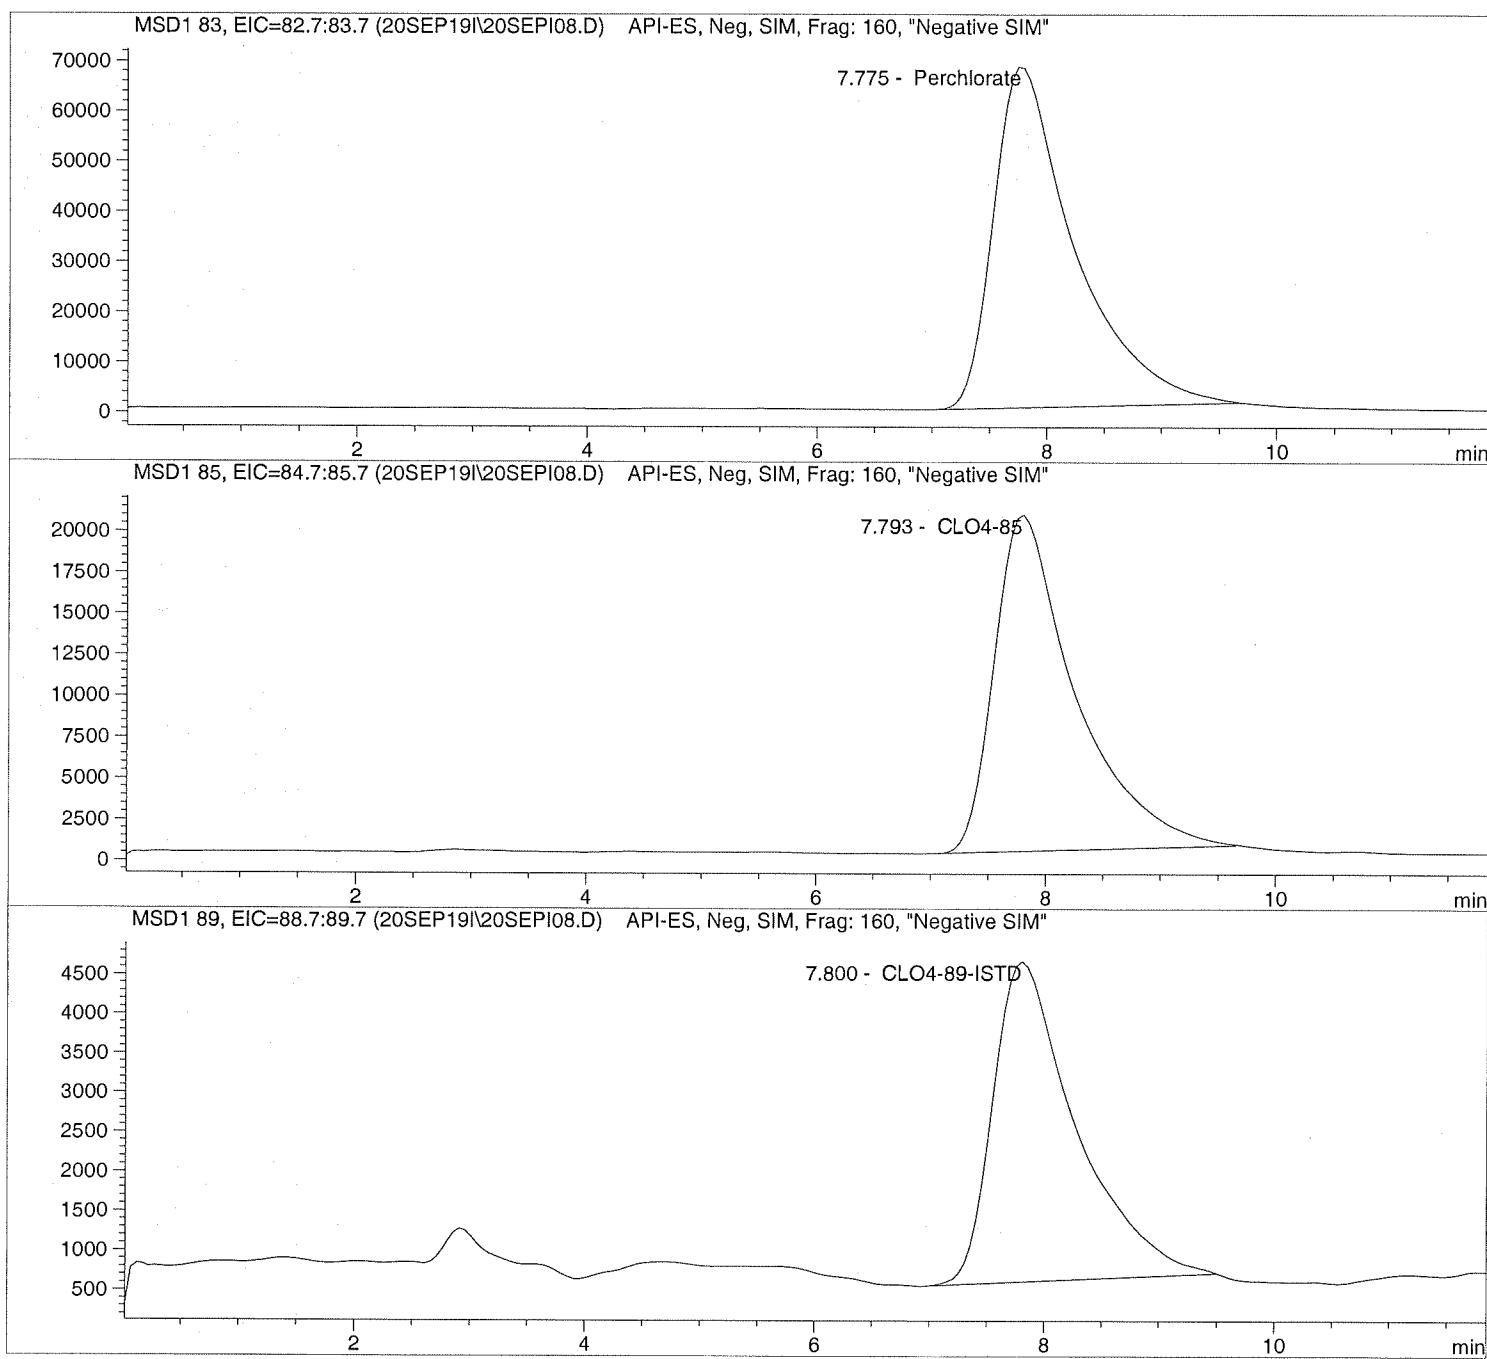 MSD1 83, EIC=82.7:83.7 (20SEP19I\20SEPI08.D) API-ES, Neg, SIM, Frag: 160, "Negative SIM"
70000
7.775 - Perchlorate
60000
50000
40000
30000
20000
10000
0
2 4 6 8 10 min
MSD1 85, EIC=84.7:85.7 (20SEP19I\20SEPI08.D) API-ES, Neg, SIM, Frag: 160, "Negative SIM"
20000
7.793 - CLO4-85
17500
15000
12500
10000
7500
5000
2500
0
2 4 6 8 10 min
MSD1 89, EIC=88.7:89.7 (20SEP19I\20SEPI08.D) API-ES, Neg, SIM, Frag: 160, "Negative SIM"
4500
7.800 - CLO4-89-ISTD
4000
3500
3000
2500
2000
1500
1000
500
2 4 6 8 10 min